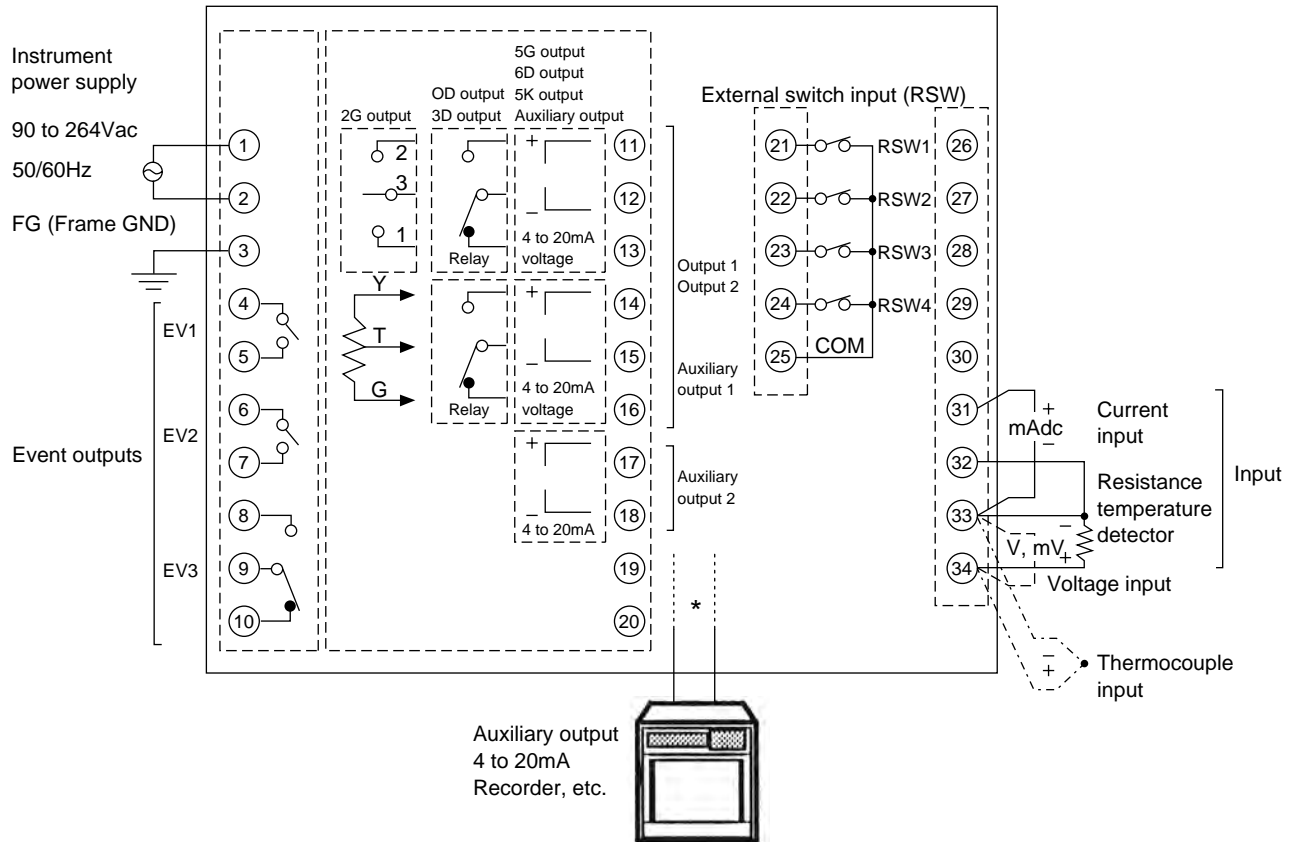 Instrument
power supply
90 to 264Vac
50/60Hz
FG (Frame GND)
Event outputs
EV1
EV2
EV3
1
2
3
4
5
6
7
8
9
10
2G output
2
3
1
Y
T
G
OD output
3D output
Relay
Relay
5G output
6D output
5K output
Auxiliary output
+
−
4 to 20mA
voltage
+
−
4 to 20mA
voltage
+
−
4 to 20mA
11
12
13
14
15
16
17
18
19
20
Output 1
Output 2
Auxiliary
output 1
Auxiliary
output 2
*
External switch input (RSW)
21
RSW1
22
RSW2
23
RSW3
24
RSW4
25
COM
26
27
28
29
30
31
32
33
34
+
mAdc
−
Current
input
Resistance
temperature
detector
−
V, mV
+
Voltage input
Input
−
+
Thermocouple
input
Auxiliary output
4 to 20mA
Recorder, etc.